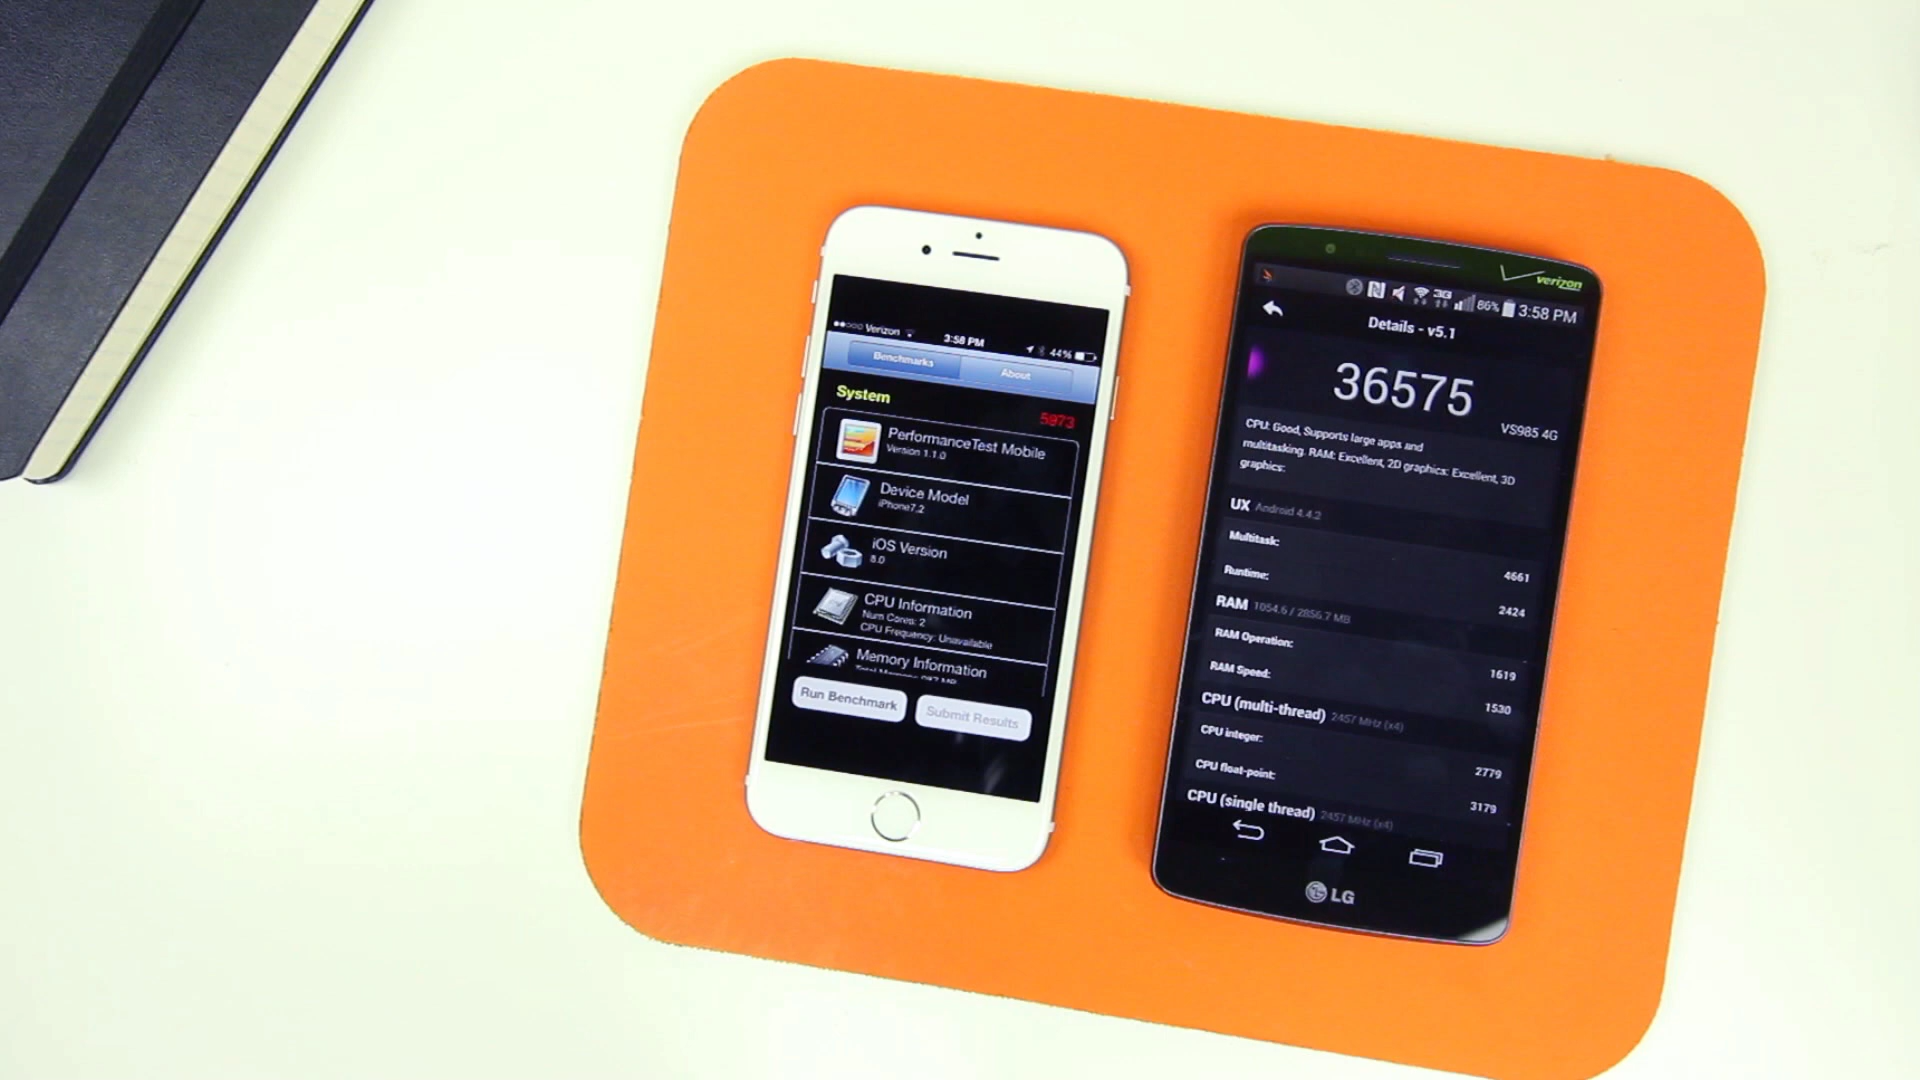 Verizon
3:58 PM
44%
Benchmarks
About
System
5973
PerformanceTest Mobile
Version 1.1.0
Device Model
iPhone7,2
iOS Version
8.0
CPU Information
Num Cores: 2
CPU Frequency: Unavailable
Memory Information
Run Benchmark
Submit Results
verizon
3G
86%
3:58 PM
Details - v5.1
36575
VS985 4G
CPU: Good, Supports large apps and
multitasking. RAM: Excellent, 2D graphics: Excellent, 3D
graphics:
UX Android 4.4.2
Multitask:
4661
Runtime:
2424
RAM 1054.6 / 2856.7 MB
RAM Operation:
1619
RAM Speed:
1530
CPU (multi-thread) 2457 MHz (x4)
CPU integer:
2779
CPU float-point:
3179
CPU (single thread) 2457 MHz (x4)
LG